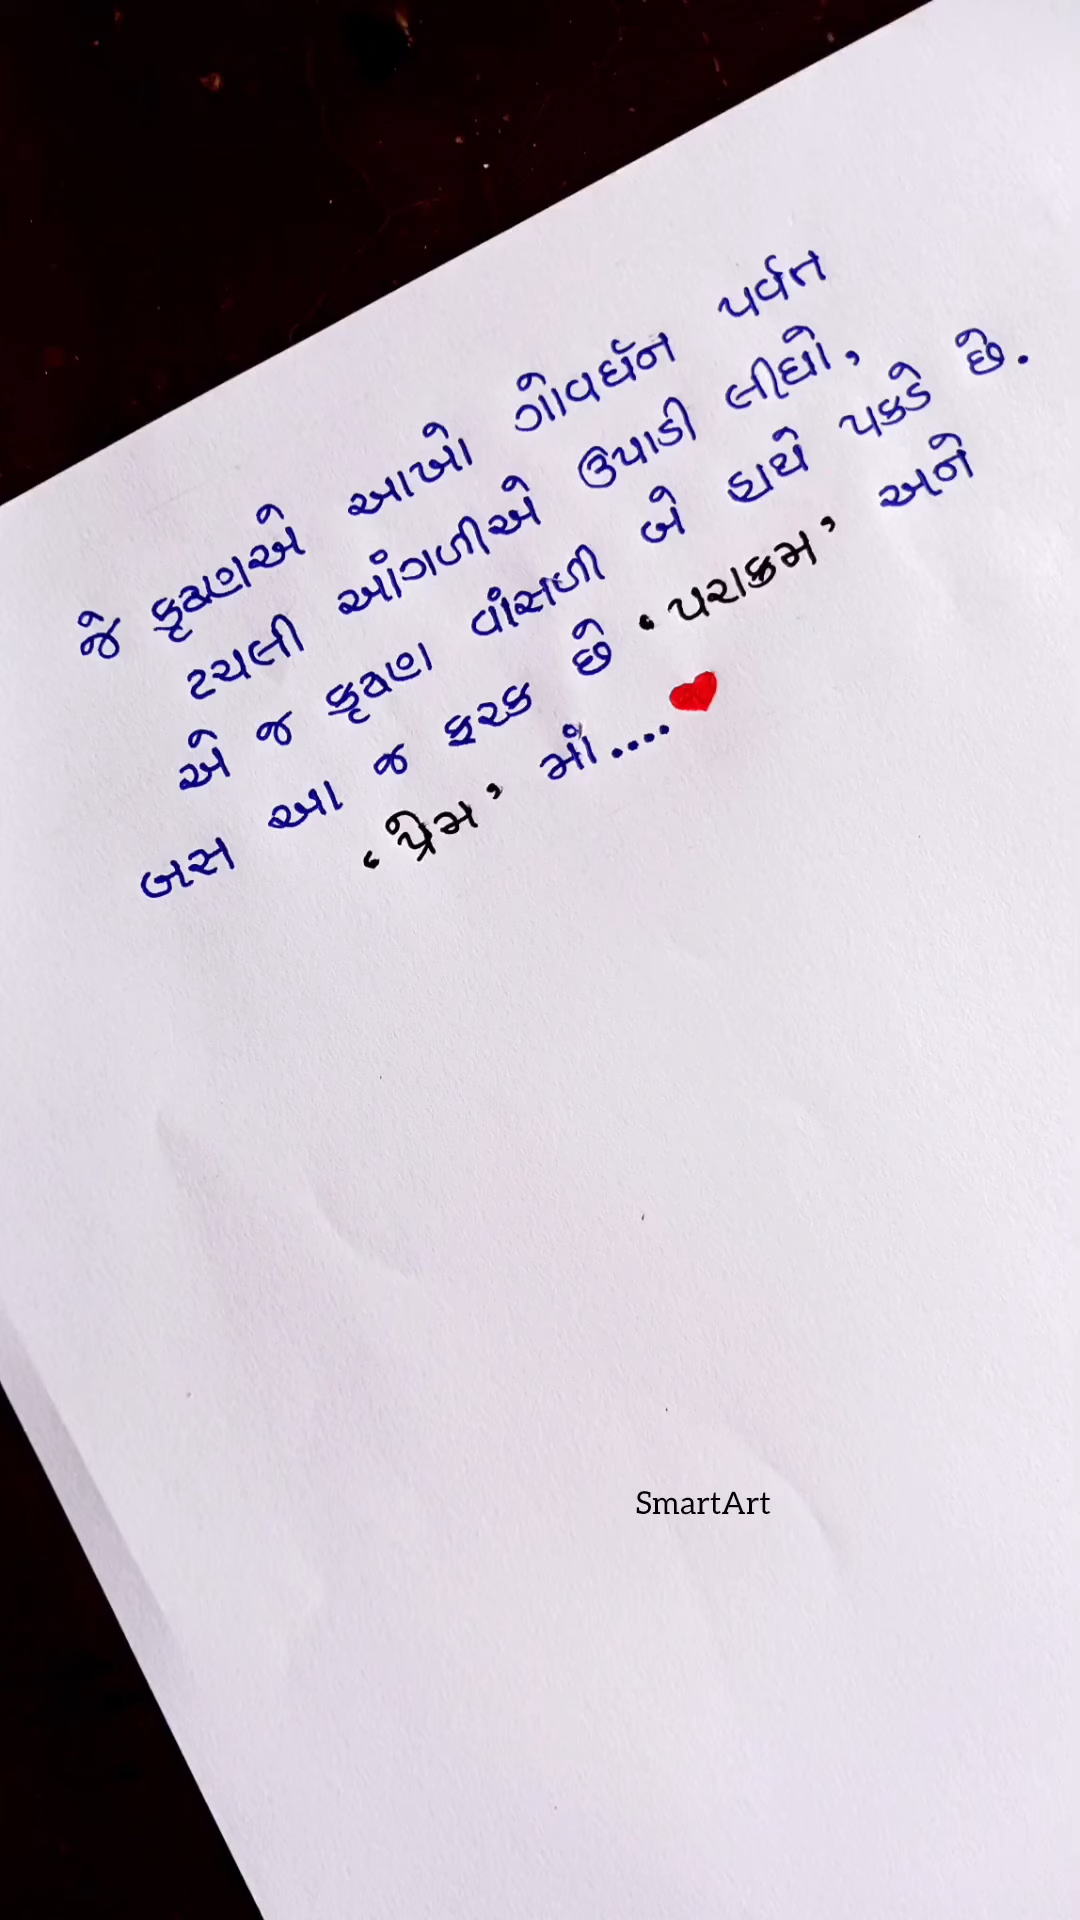 જે કૃષ્ણએ આખો ગોવર્ધન પર્વત
ટચલી આંગળીએ ઉપાડી લીધો,
એ જ કૃષ્ણ વાંસળી બે હાથે પકડે છે.
બસ આ જ ફરક છે ‘પરાક્રમ’ અને
‘પ્રેમ’ માં....❤
SmartArt